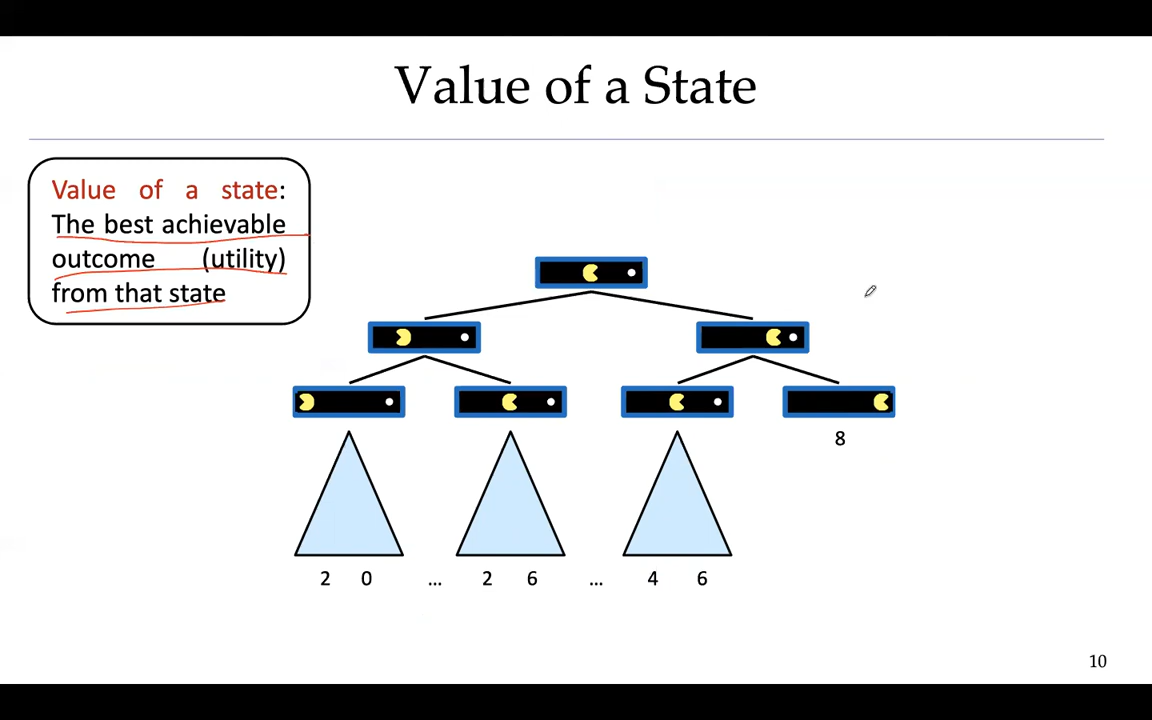 Value of a State
Value of a state:
The best achievable
outcome (utility)
from that state
8
2 0 ... 2 6 ... 4 6
10